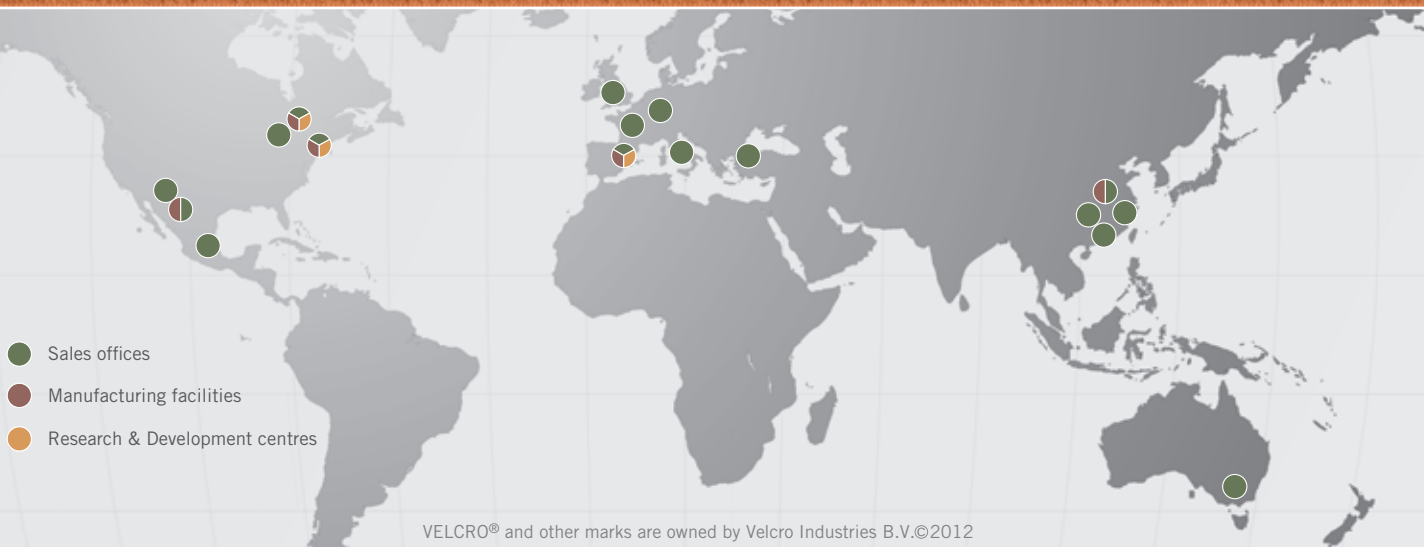 Sales offices
Manufacturing facilities
Research & Development centres
VELCRO® and other marks are owned by Velcro Industries B.V.©2012